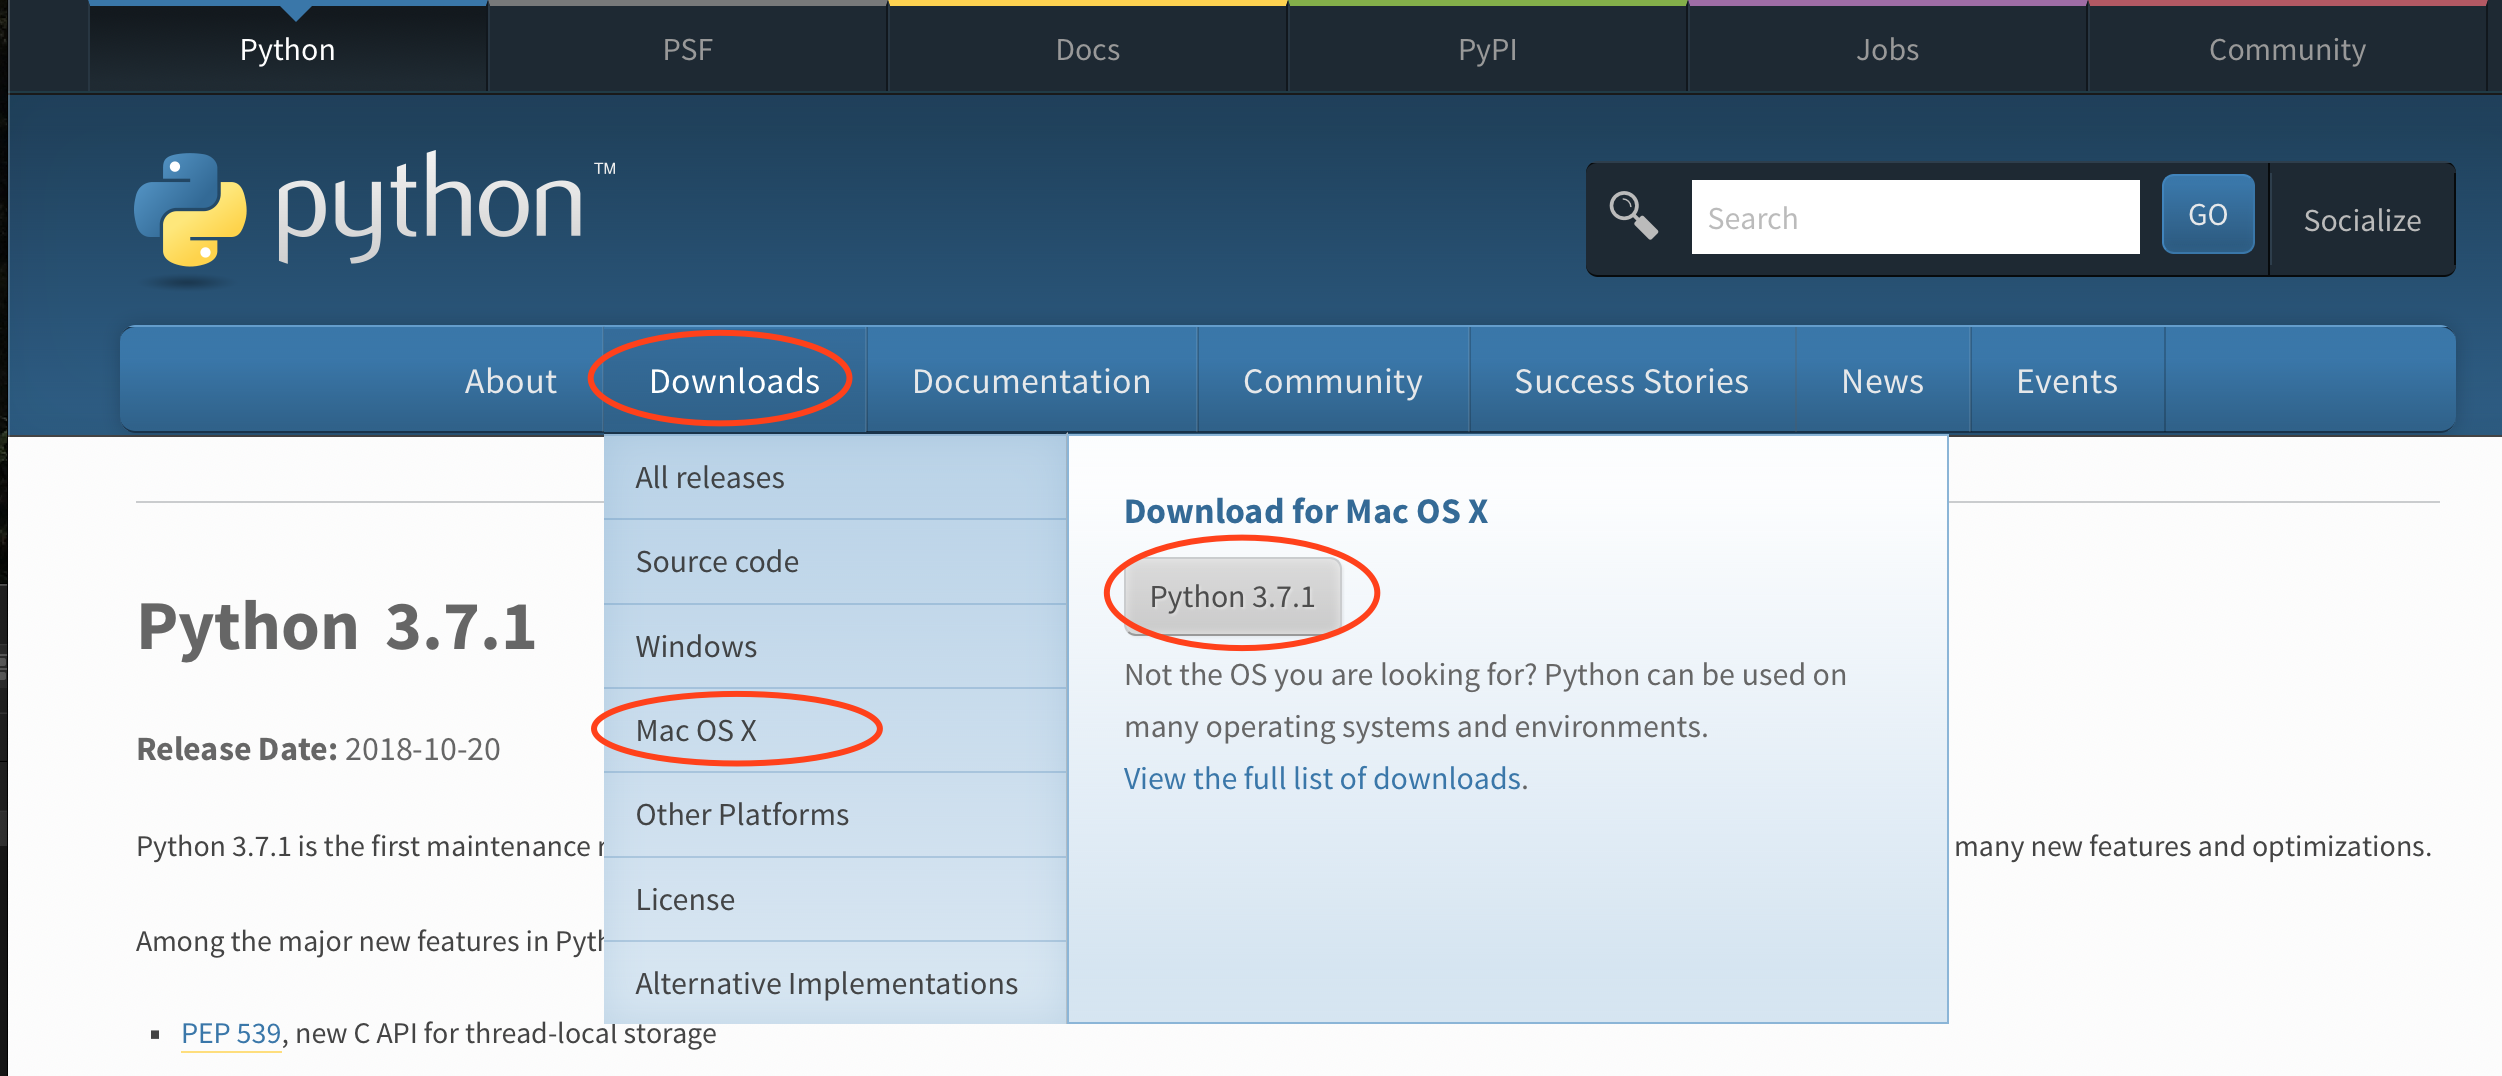 Python
PSF
Docs
PyPI
Jobs
Community
python™
Search
GO
Socialize
About
Downloads
Documentation
Community
Success Stories
News
Events
All releases
Source code
Windows
Mac OS X
Other Platforms
License
Alternative Implementations
Download for Mac OS X
Python 3.7.1
Not the OS you are looking for? Python can be used on
many operating systems and environments.
View the full list of downloads.
Python 3.7.1
Release Date: 2018-10-20
Python 3.7.1 is the first maintenance
many new features and optimizations.
Among the major new features in
▪ PEP 539, new C API for thread-local storage